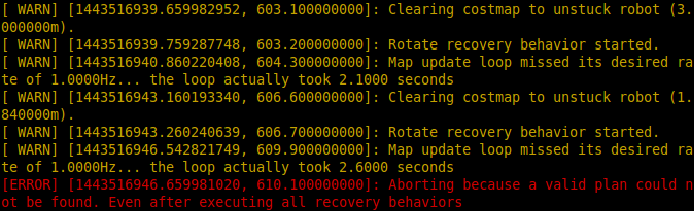 [ WARN] [1443516939.659982952, 603.100000000]: Clearing costmap to unstuck robot (3.
000000m).
[ WARN] [1443516939.759287748, 603.200000000]: Rotate recovery behavior started.
[ WARN] [1443516940.860220408, 604.300000000]: Map update loop missed its desired ra
te of 1.0000Hz... the loop actually took 2.1000 seconds
[ WARN] [1443516943.160193340, 606.600000000]: Clearing costmap to unstuck robot (1.
840000m).
[ WARN] [1443516943.260240639, 606.700000000]: Rotate recovery behavior started.
[ WARN] [1443516946.542821749, 609.900000000]: Map update loop missed its desired ra
te of 1.0000Hz... the loop actually took 2.6000 seconds
[ERROR] [1443516946.659981020, 610.100000000]: Aborting because a valid plan could n
ot be found. Even after executing all recovery behaviors